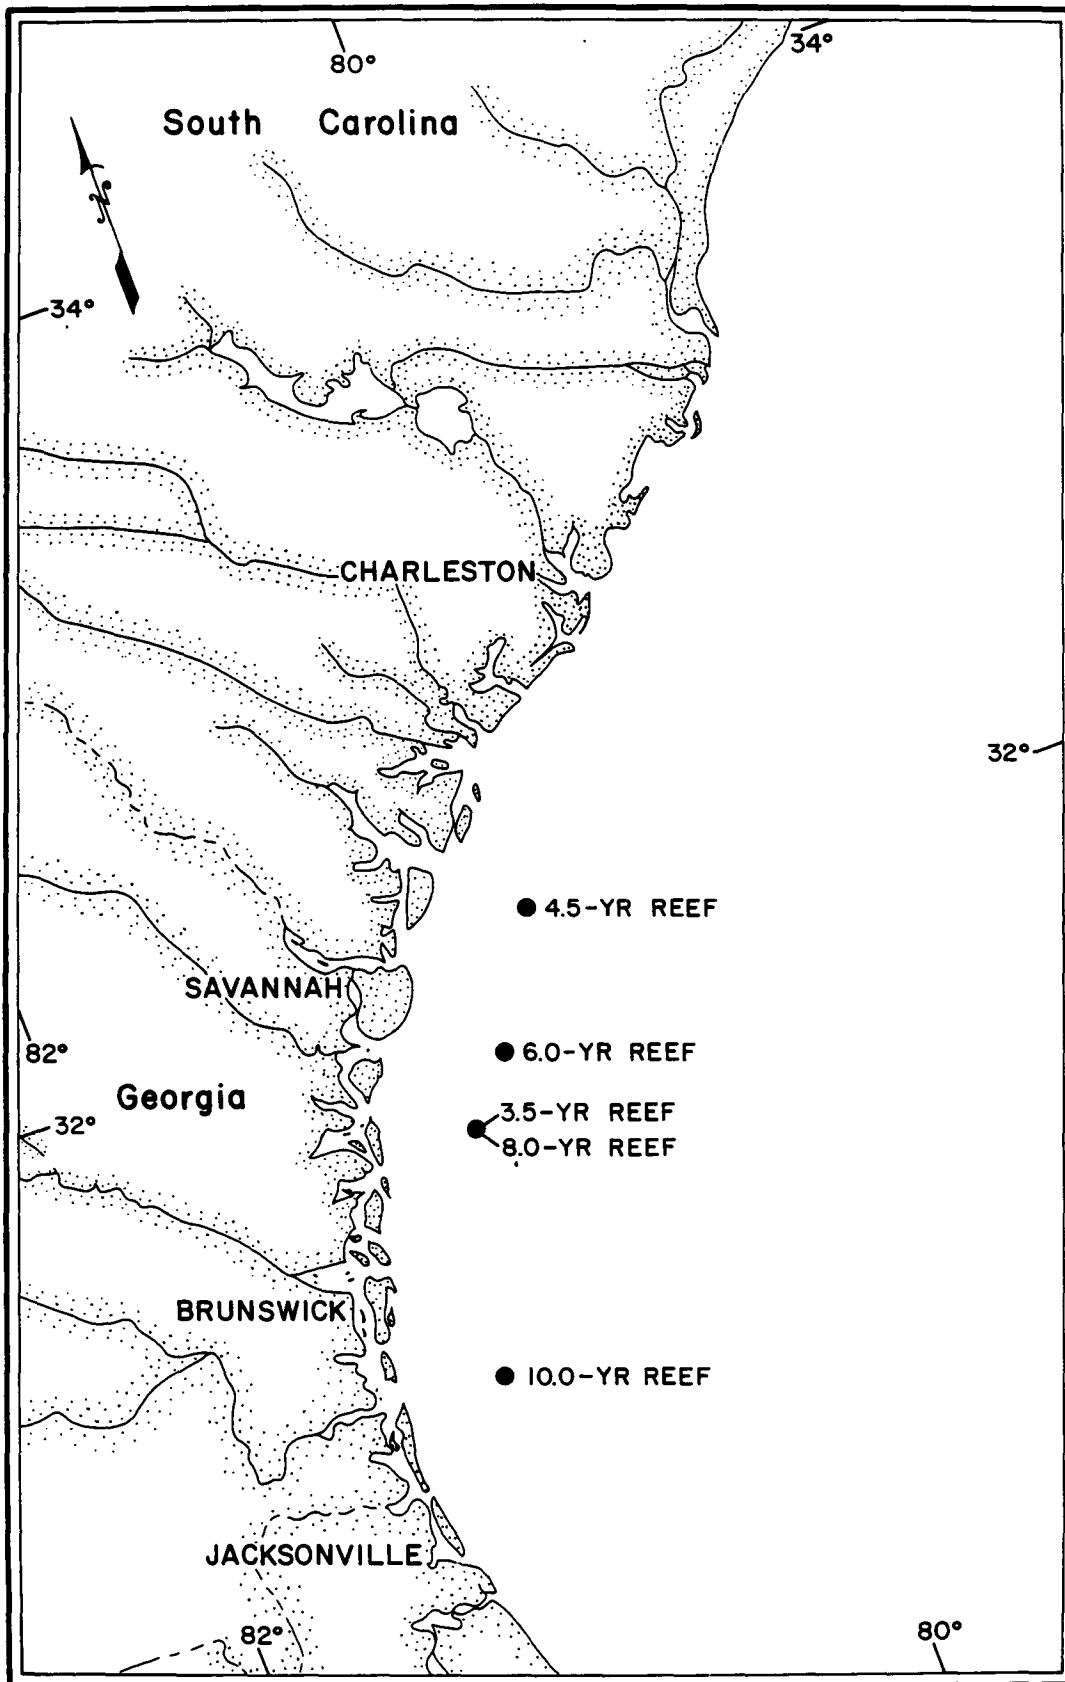 80°
34°
South Carolina
N
34°
CHARLESTON
32°
4.5-YR REEF
SAVANNAH
6.0-YR REEF
82°
Georgia
3.5-YR REEF
32°
8.0-YR REEF
BRUNSWICK
10.0-YR REEF
JACKSONVILLE
82°
80°